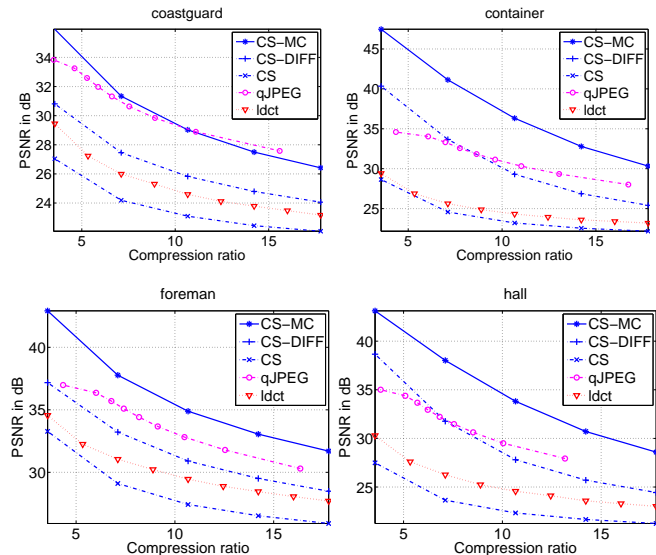 coastguard
PSNR in dB
36
34
32
30
28
26
24
5
10
15
Compression ratio
CS-MC
CS-DIFF
CS
qJPEG
ldct
container
PSNR in dB
45
40
35
30
25
5
10
15
Compression ratio
CS-MC
CS-DIFF
CS
qJPEG
ldct
foreman
PSNR in dB
40
35
30
5
10
15
Compression ratio
CS-MC
CS-DIFF
CS
qJPEG
ldct
hall
PSNR in dB
40
35
30
25
5
10
15
Compression ratio
CS-MC
CS-DIFF
CS
qJPEG
ldct